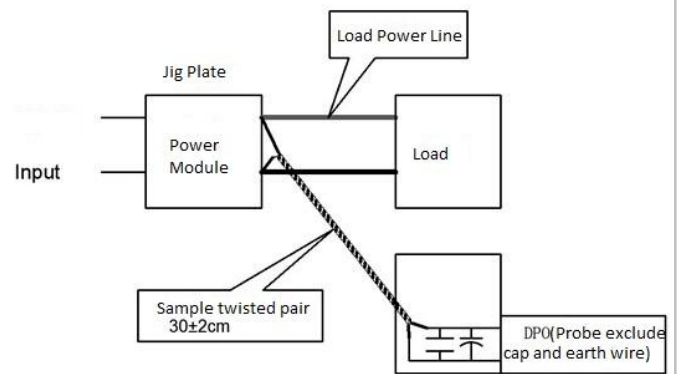 Load Power Line
Jig Plate
Power
Module
Load
Input
Sample twisted pair
30±2cm
DPO(Probe exclude
cap and earth wire)